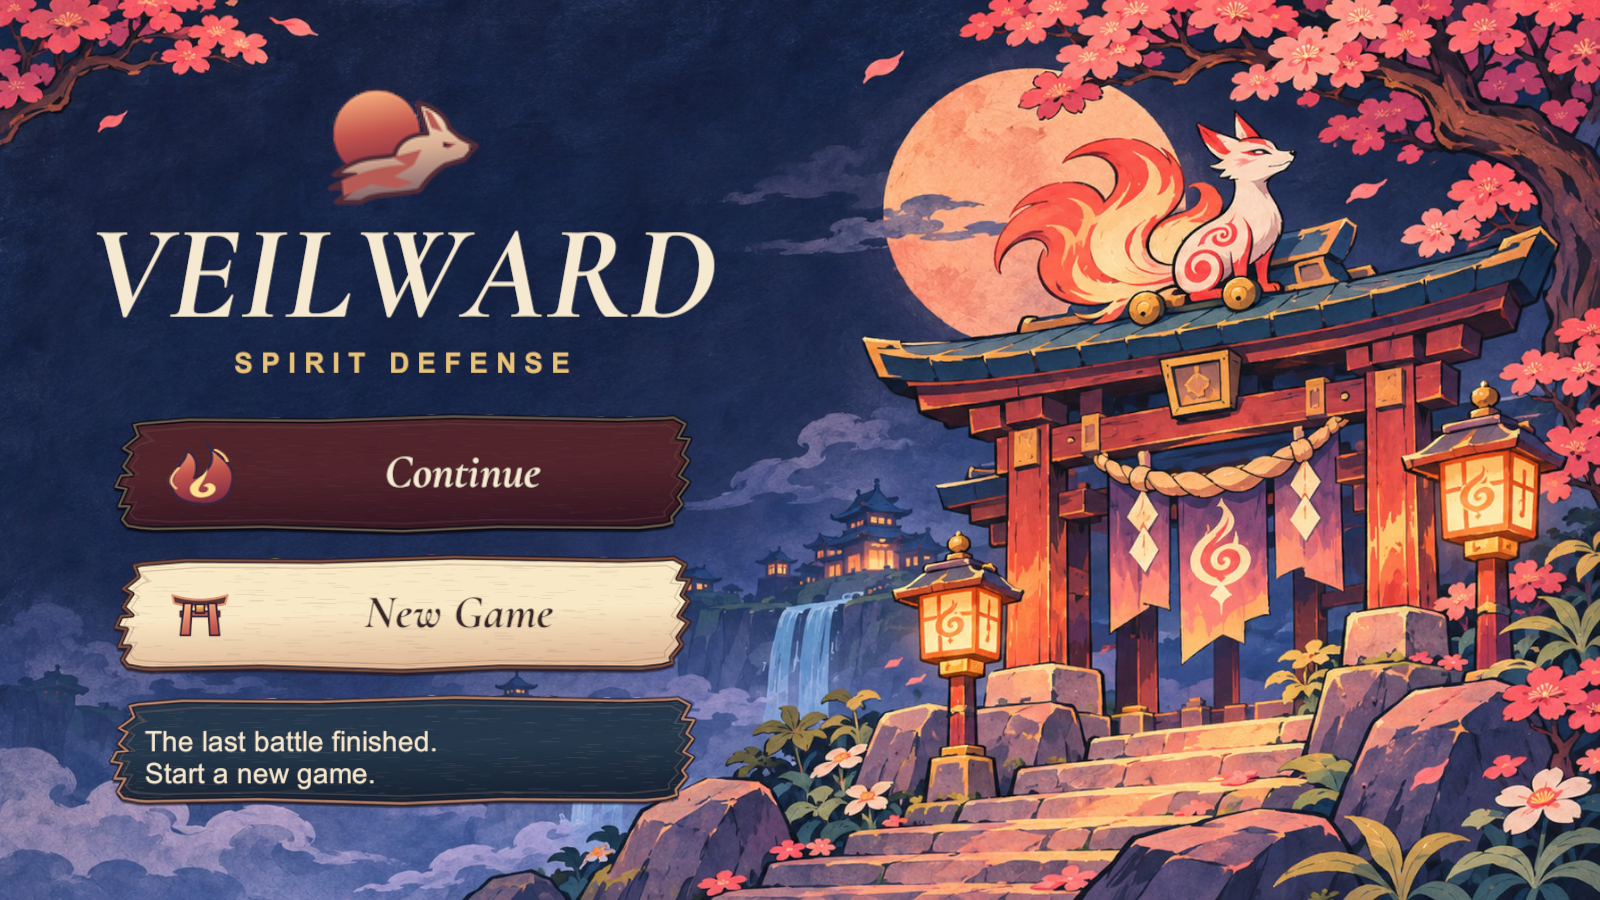 VEILWARD
SPIRIT DEFENSE
Continue
New Game
The last battle finished.
Start a new game.